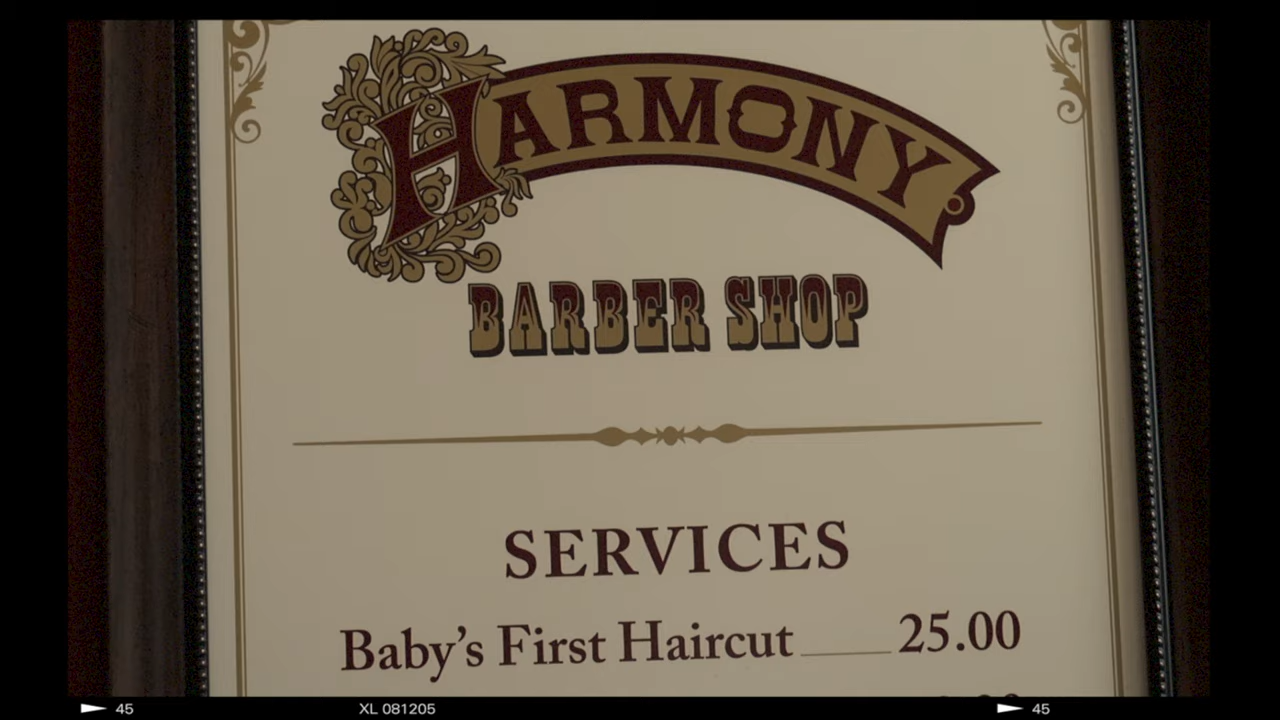 HARMONY
BARBER SHOP
SERVICES
Baby's First Haircut 25.00
45 XL 081205 45